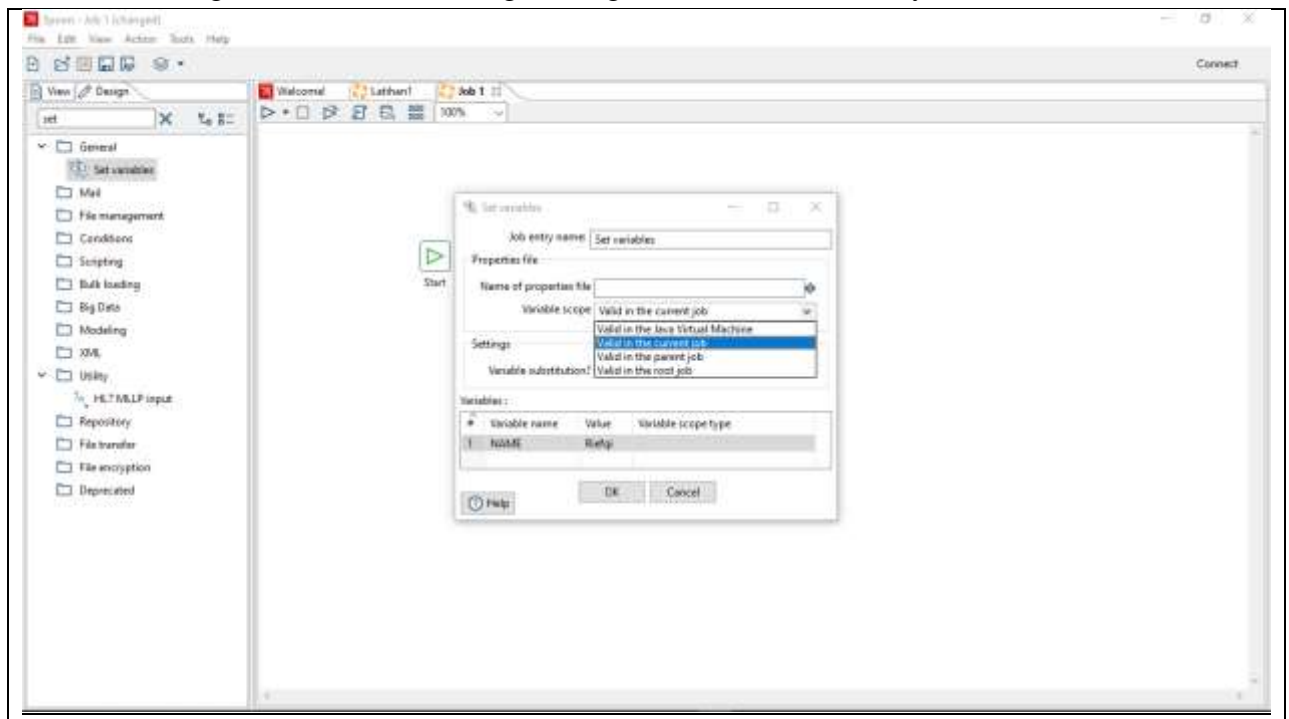 Spoon - Job 1 (changed)
File Edit View Action Tools Help
Connect
View Design
Welcome! Latihan1 Job 1
set
100%
General
Set variables
Mail
File management
Conditions
Scripting
Bulk loading
Big Data
Modeling
XML
Utility
HL7 MLLP input
Repository
File transfer
File encryption
Deprecated
Start
Set variables
Job entry name: Set variables
Properties file
Name of properties file
Variable scope Valid in the current job
Valid in the Java Virtual Machine
Valid in the current job
Valid in the parent job
Valid in the root job
Settings
Variable substitution?
Variables :
# Variable name Value Variable scope type
1 NAME Riefqi
OK Cancel
Help